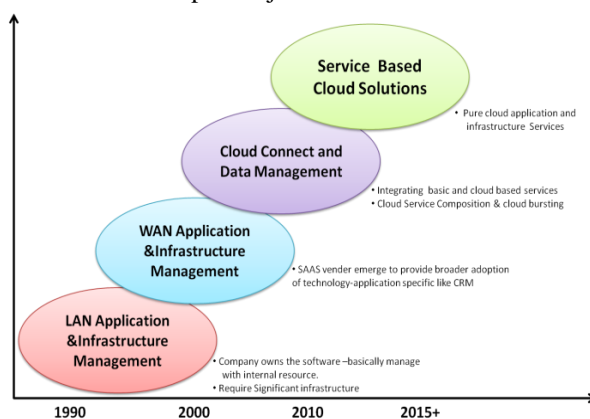 Service Based
Cloud Solutions
• Pure cloud application and
infrastructure Services
Cloud Connect and
Data Management
• Integrating basic and cloud based services
• Cloud Service Composition & cloud bursting
WAN Application
&Infrastructure
Management
• SAAS vender emerge to provide broader adoption
of technology-application specific like CRM
LAN Application
&Infrastructure
Management
• Company owns the software –basically manage
with internal resource.
• Require Significant infrastructure
1990 2000 2010 2015+